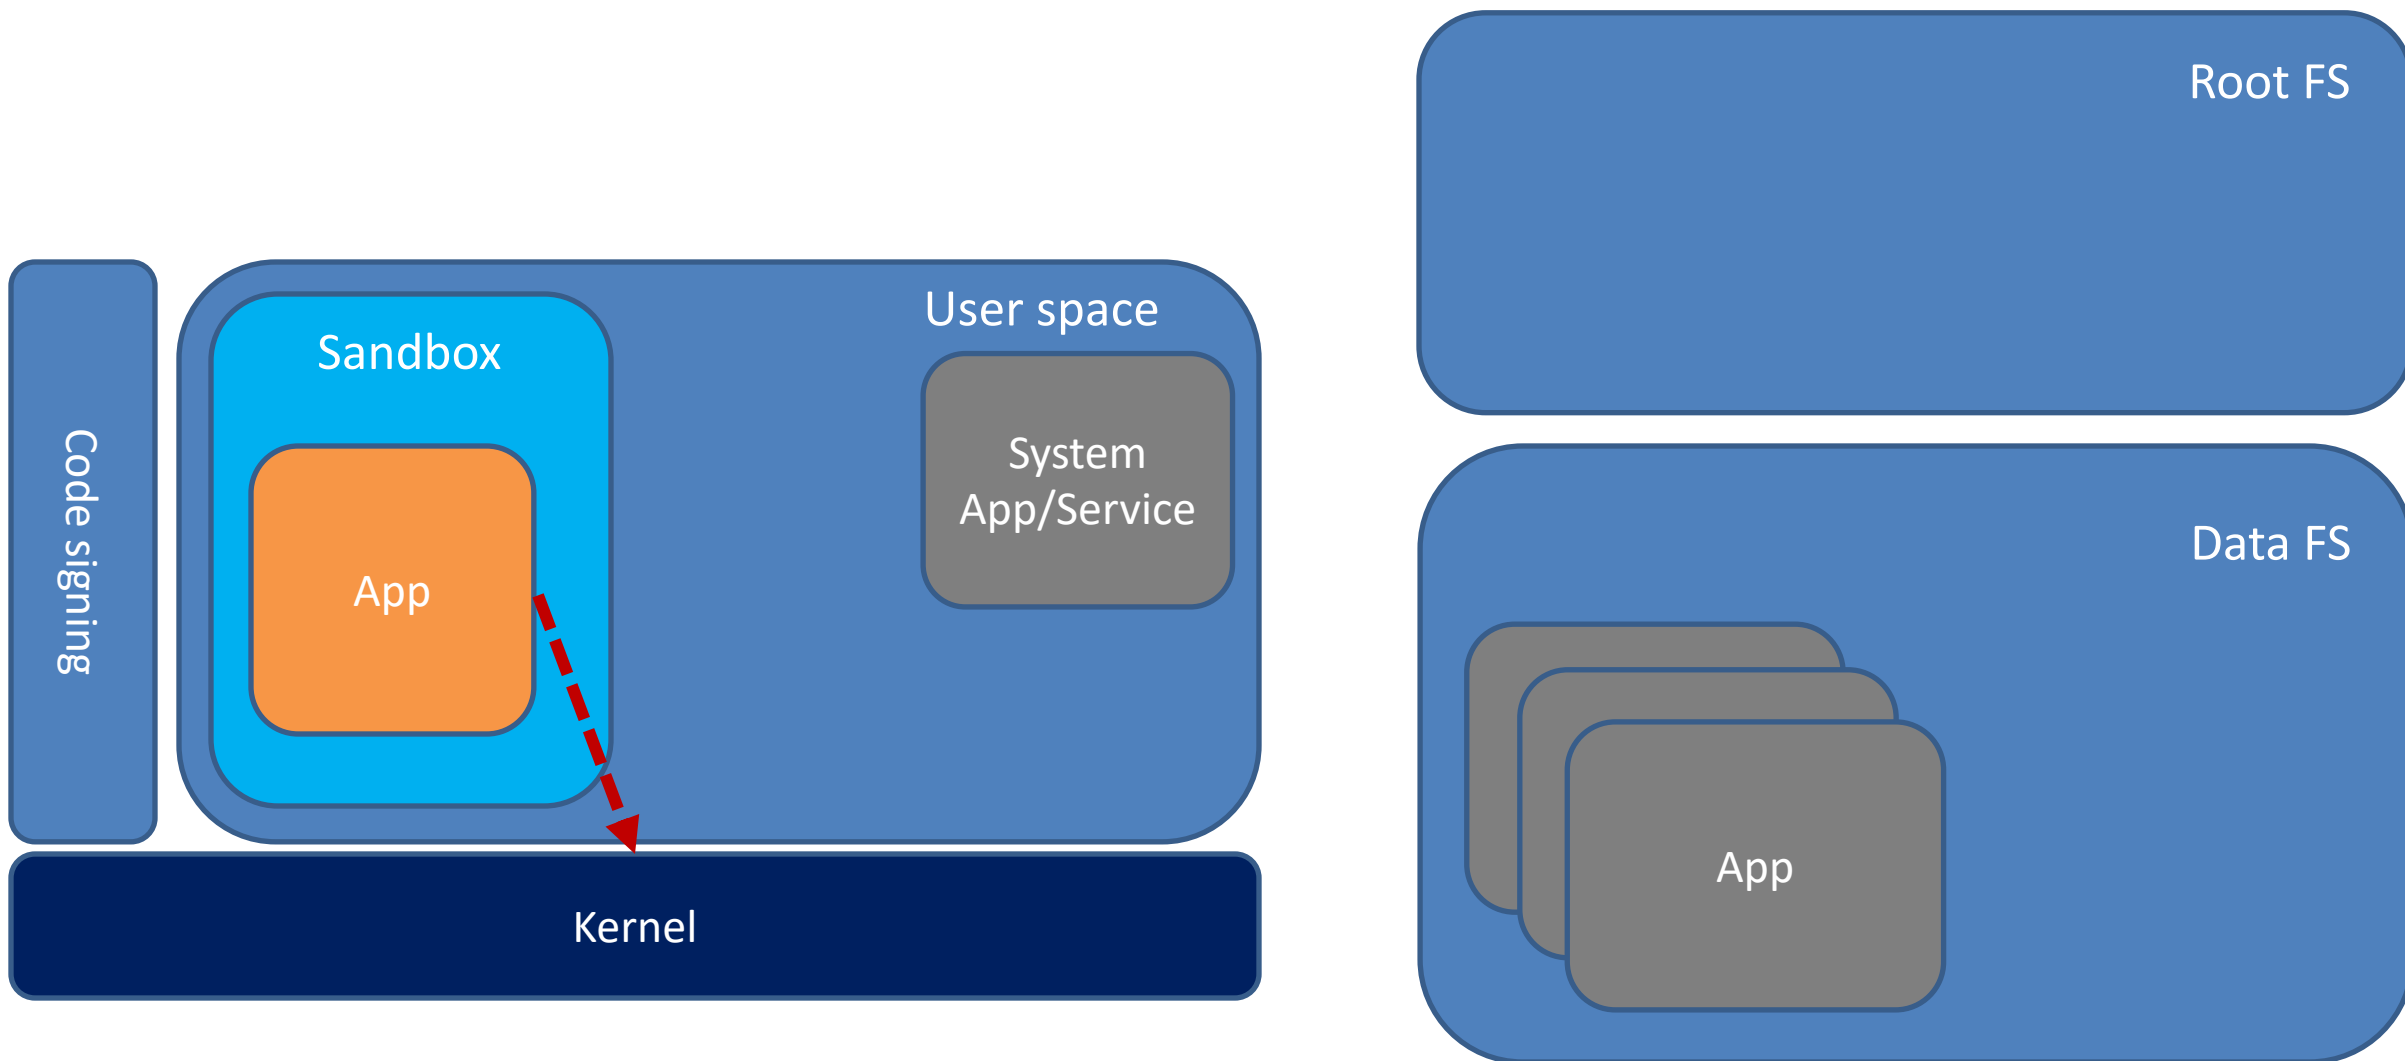 Root FS
User space
Sandbox
System
App/Service
Code signing
App
Data FS
App
Kernel